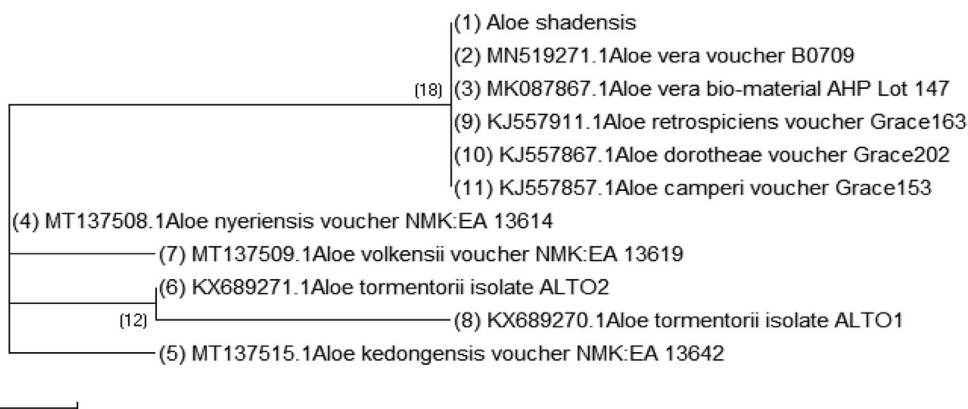 (1) Aloe shadensis
(2) MN519271.1Aloe vera voucher B0709
(18)
(3) MK087867.1Aloe vera bio-material AHP Lot 147
(9) KJ557911.1Aloe retrospiciens voucher Grace163
(10) KJ557867.1Aloe dorotheae voucher Grace202
(11) KJ557857.1Aloe camperi voucher Grace153
(4) MT137508.1Aloe nyeriensis voucher NMK:EA 13614
(7) MT137509.1Aloe volkensii voucher NMK:EA 13619
(6) KX689271.1Aloe tormentorii isolate ALTO2
(12)
(8) KX689270.1Aloe tormentorii isolate ALTO1
(5) MT137515.1Aloe kedongensis voucher NMK:EA 13642